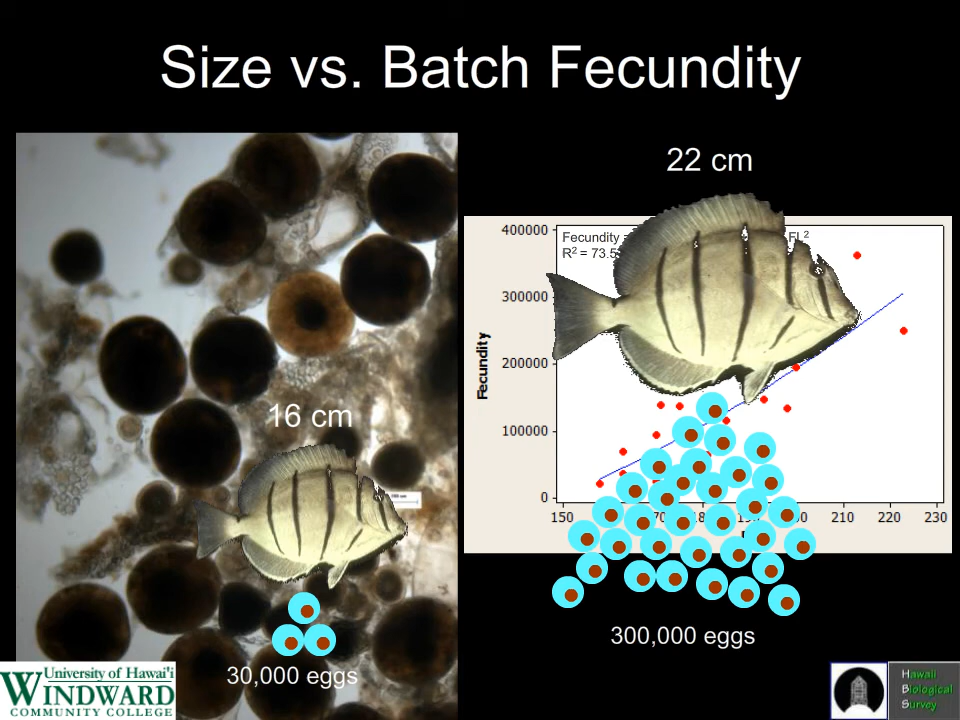 Size vs. Batch Fecundity
22 cm
400000
300000
200000
100000
0
Fecundity
Fecundity =
FL²
R² = 73.5
150
210
220
230
16 cm
30,000 eggs
300,000 eggs
University of Hawai'i
WINDWARD
COMMUNITY COLLEGE
Hawaii
Biological
Survey